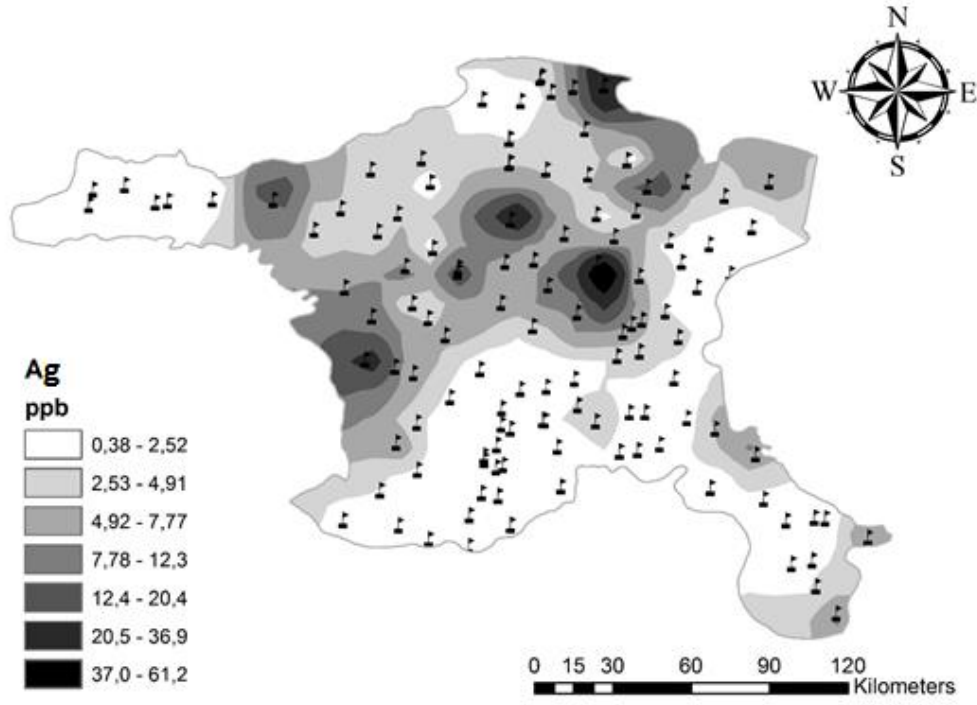 N
W E
S
Ag
ppb
0,38 - 2,52
2,53 - 4,91
4,92 - 7,77
7,78 - 12,3
12,4 - 20,4
20,5 - 36,9
37,0 - 61,2
0 15 30 60 90 120
Kilometers